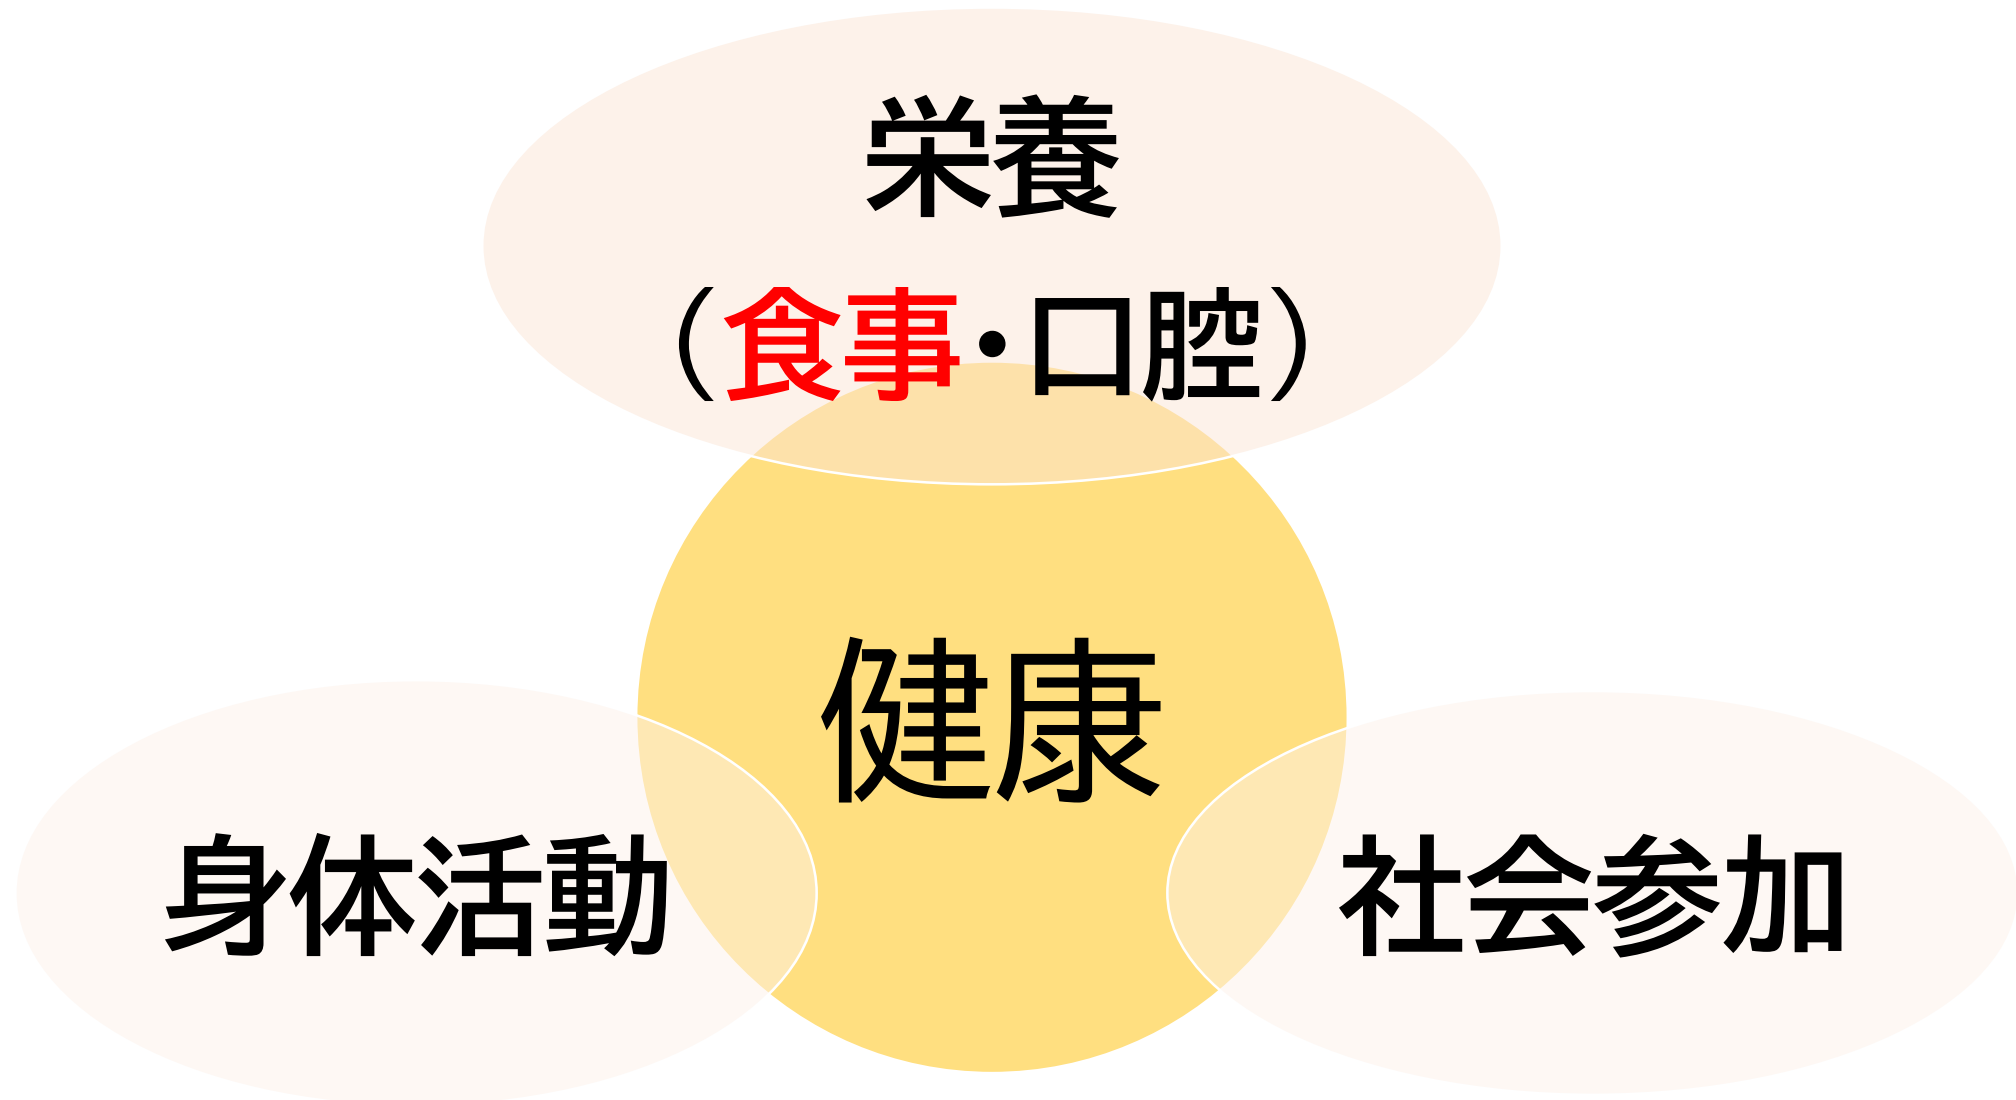 栄養
（食事・口腔）
健康
身体活動
社会参加